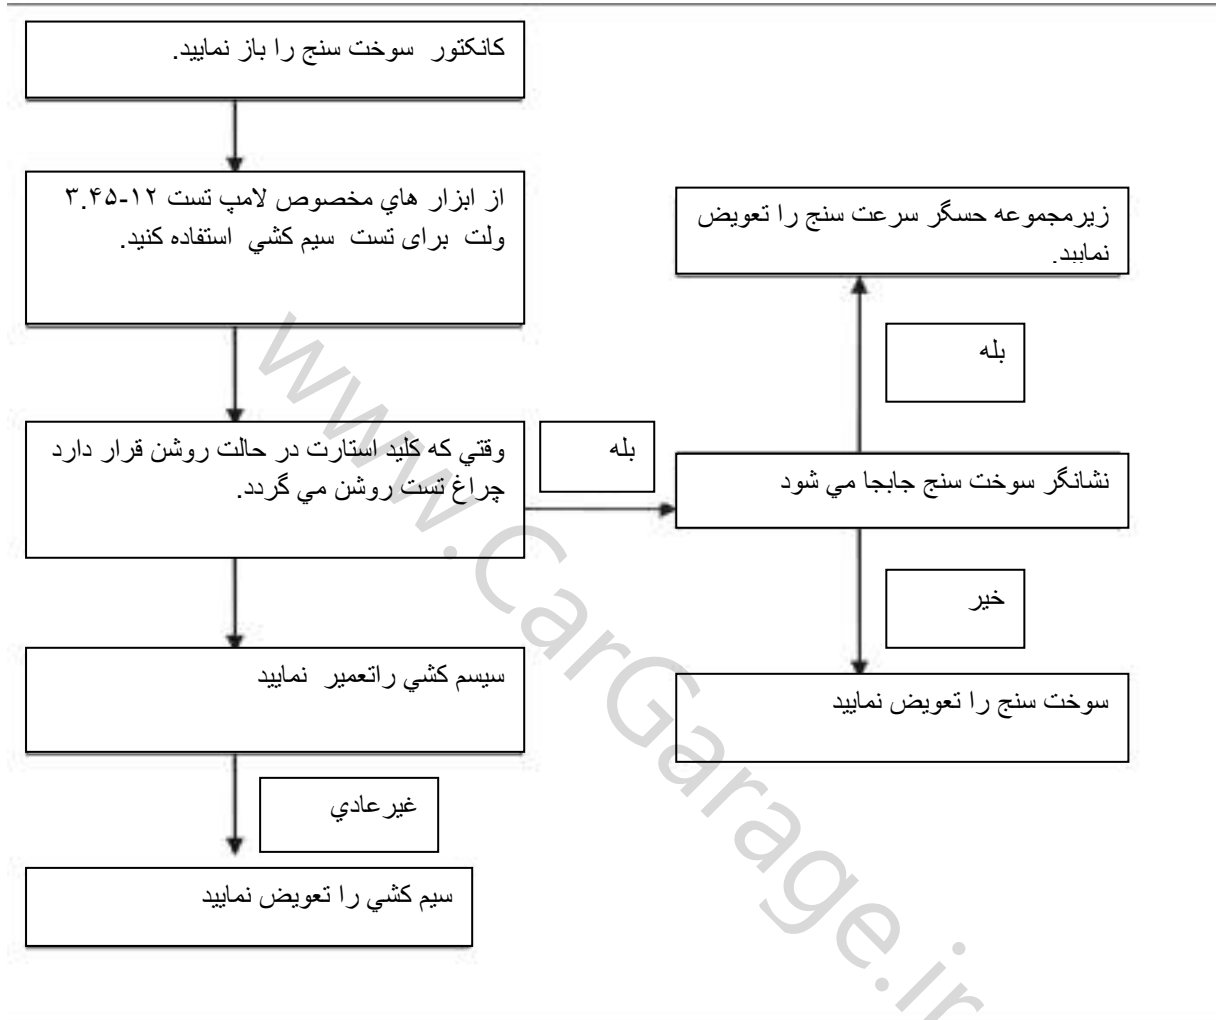 کانکتور سوخت سنج را باز نمایید.
از ابزار هاي مخصوص لامپ تست ۱۲-۳.۴۵
ولت برای تست سیم کشي استفاده کنید.
وقتي که کلید استارت در حالت روشن قرار دارد
چراغ تست روشن مي گردد.
بله
سیسم کشي راتعمیر نمایید
غیرعادي
سیم کشي را تعویض نمایید
زیرمجموعه حسگر سرعت سنج را تعویض
نمایید.
بله
نشانگر سوخت سنج جابجا مي شود
خیر
سوخت سنج را تعویض نمایید
www.CarGarage.ir